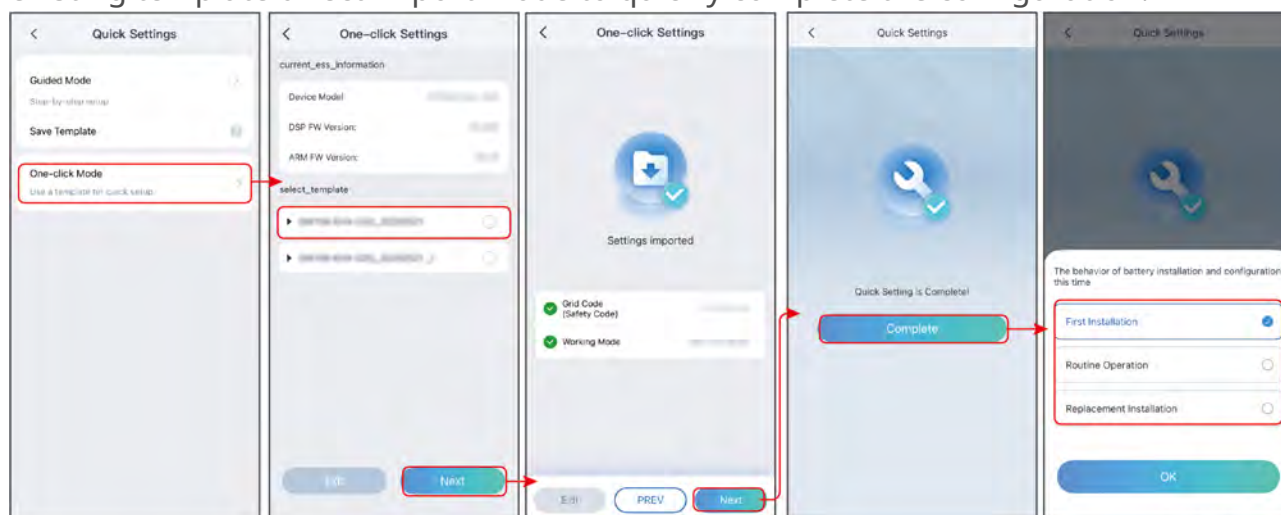 Quick Settings
Guided Mode
Step-by-step setup
Save Template
One-click Mode
Use a template for quick setup
One-click Settings
current_ess_information
Device Model
DSP FW Version:
ARM FW Version:
select_template
Edit
Next
One-click Settings
Settings imported
Grid Code
(Safety Code)
Working Mode
Edit
PREV
Next
Quick Settings
Quick Setting is Complete!
Complete
Quick Settings
The behavior of battery installation and configuration
this time
First Installation
Routine Operation
Replacement Installation
OK